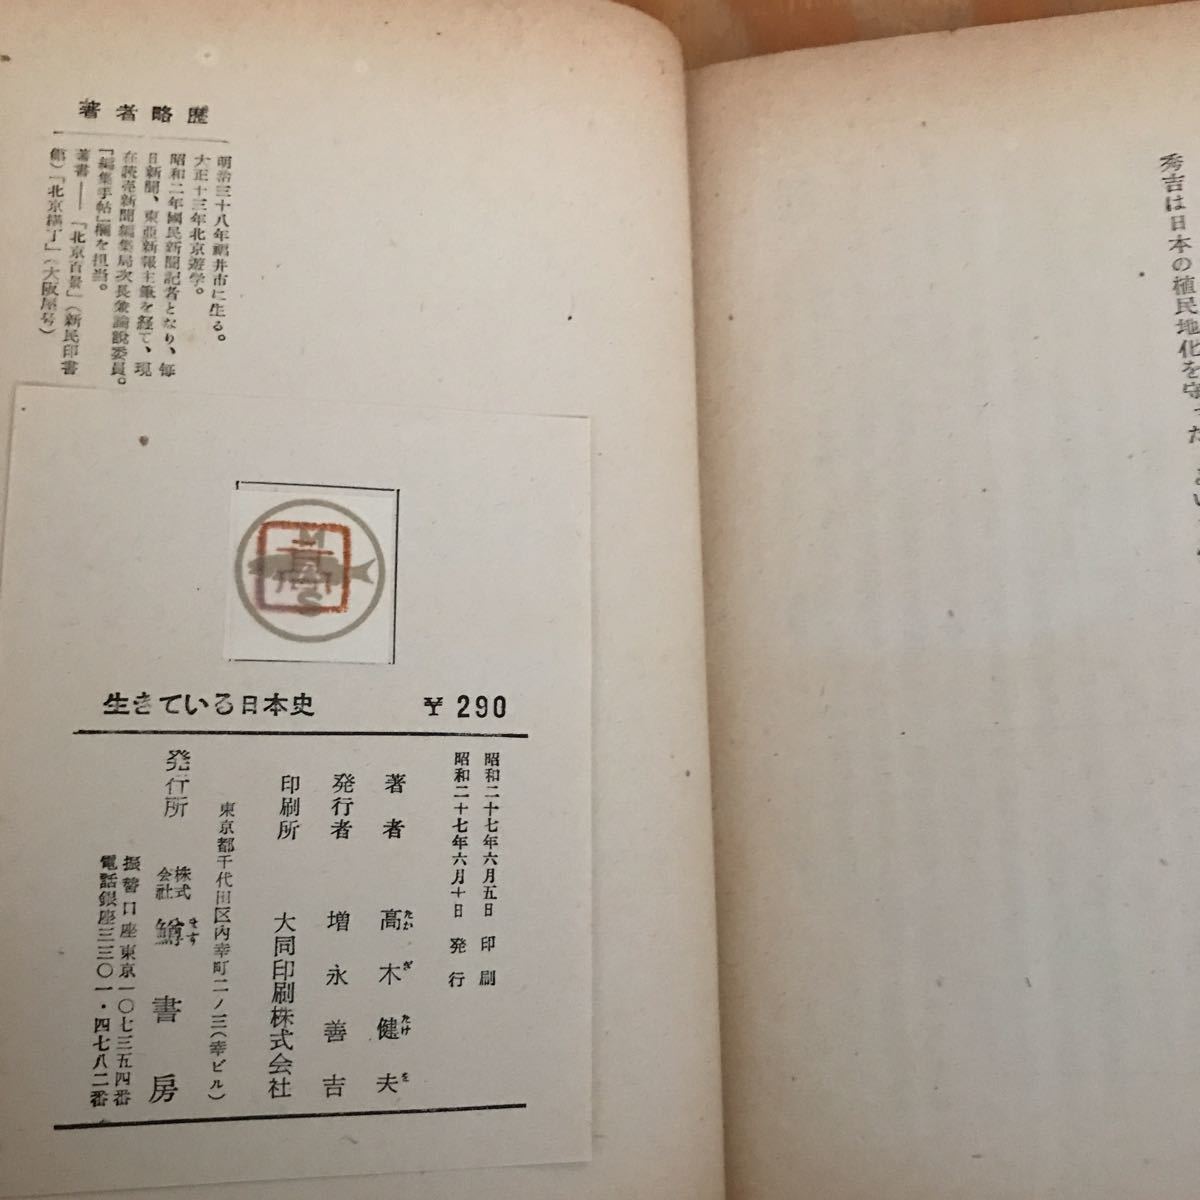 秀吉は日本の植民地化を守った
著者略歴
明治三十八年福井市に生る。
大正十三年北京遊学。
昭和二年國民新聞記者となり、毎
日新聞、東亞新報主筆を経て、現
在読売新聞編集局次長兼論説委員。
「編集手帖」欄を担当。
著書――「北京百景」(新民印書
館)「北京横丁」(大阪屋号)
M
S
生きている日本史 ¥290
昭和二十七年六月五日 印刷
昭和二十七年六月十日 発行
著者 高木健夫
たかぎたけを
発行者 増永善吉
印刷所 大同印刷株式会社
東京都千代田区内幸町二ノ三(幸ビル)
発行所 株式会社 鱒書房
ます
振替口座東京一〇七三五四番
電話銀座三三〇一・四七八二番